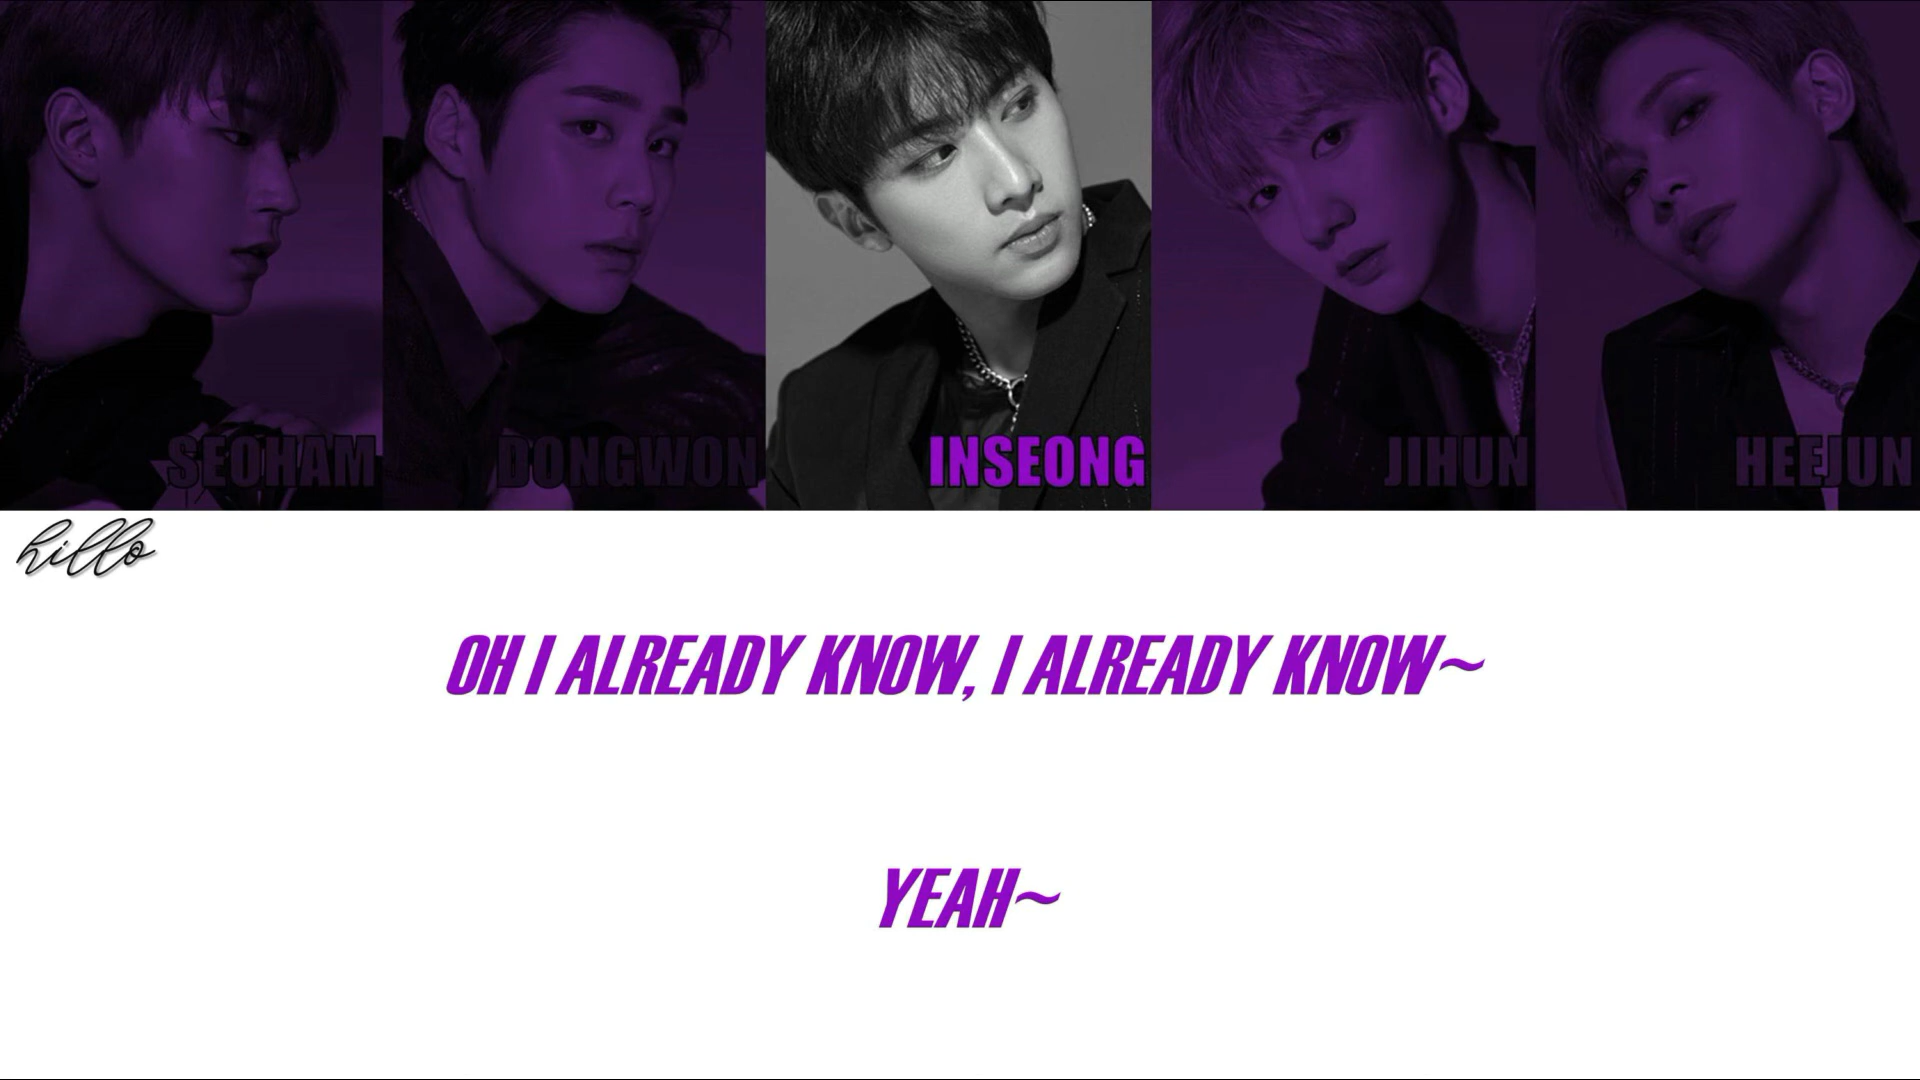 SEOHAM DONGWON INSEONG JIHUN HEEJUN
hillo
OH I ALREADY KNOW, I ALREADY KNOW~
YEAH~